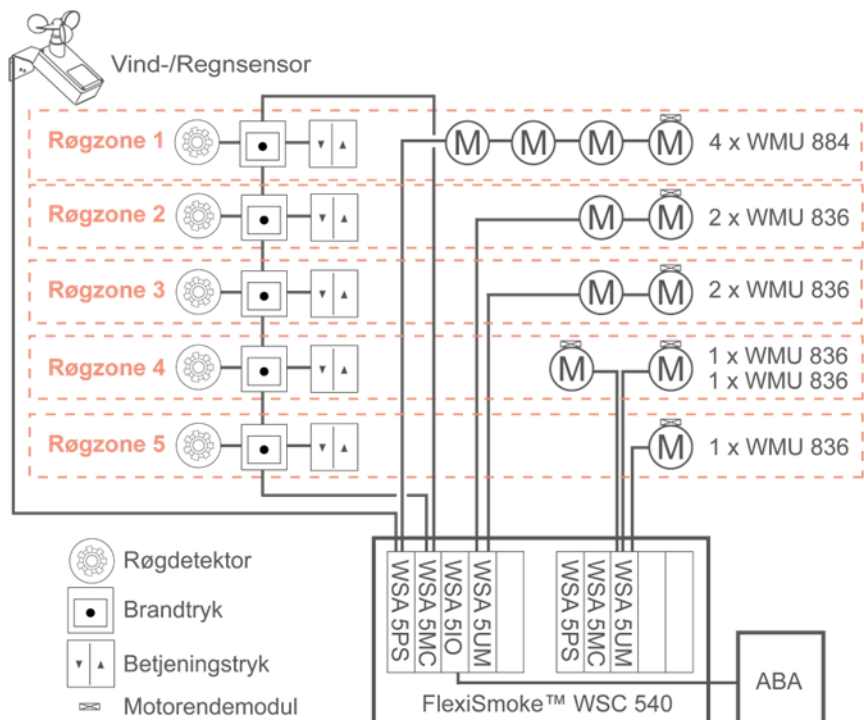 Vind-/Regnsensor
Røgzone 1
M M M M
4 x WMU 884
Røgzone 2
M M
2 x WMU 836
Røgzone 3
M M
2 x WMU 836
Røgzone 4
M M
1 x WMU 836
1 x WMU 836
Røgzone 5
M
1 x WMU 836
Røgdetektor
Brandtryk
Betjeningstryk
Motorendemodul
WSA 5PS
WSA 5MC
WSA 5IO
WSA 5UM
WSA 5PS
WSA 5MC
WSA 5UM
FlexiSmoke™ WSC 540
ABA